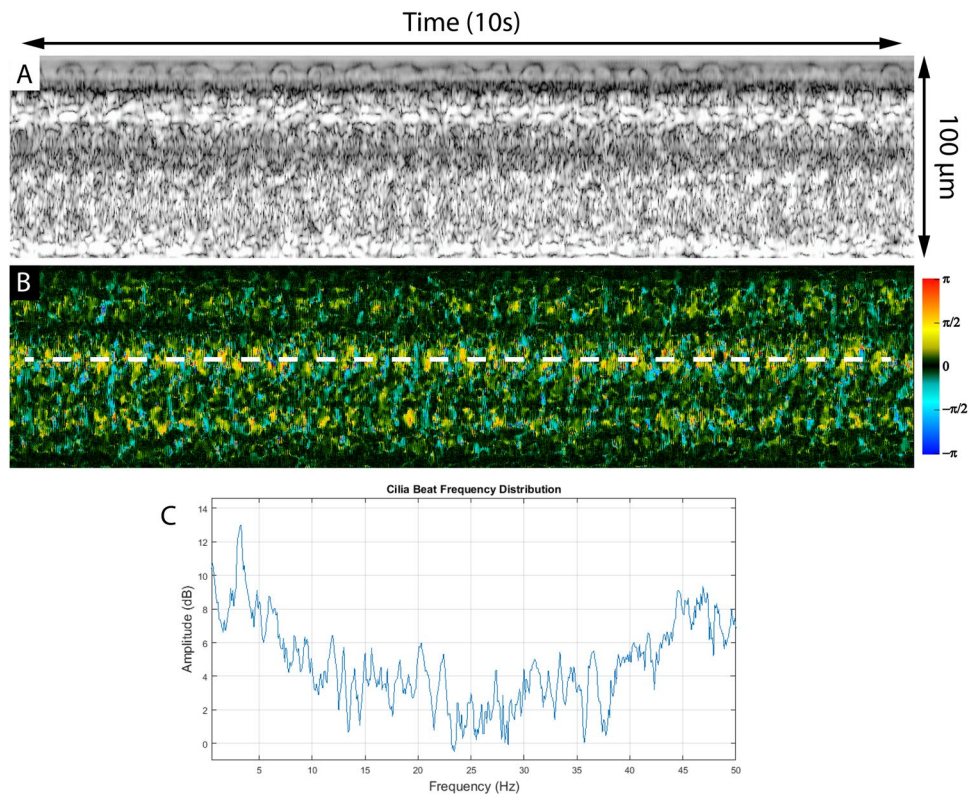 Time (10s)
A
100 μm
B
π
π/2
0
−π/2
−π
C
Cilia Beat Frequency Distribution
Amplitude (dB)
14
12
10
8
6
4
2
0
5 10 15 20 25 30 35 40 45 50
Frequency (Hz)